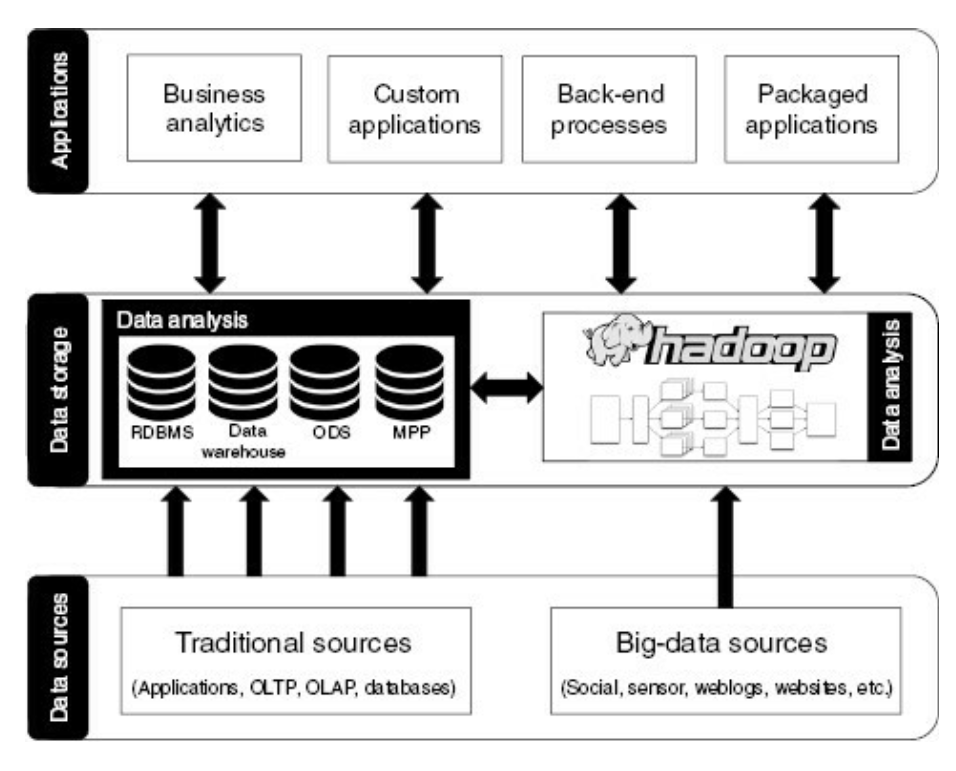 Applications
Business
analytics
Custom
applications
Back-end
processes
Packaged
applications
Data storage
Data analysis
RDBMS
Data
warehouse
ODS
MPP
hadoop
Data analysis
Data sources
Traditional sources
(Applications, OLTP, OLAP, databases)
Big-data sources
(Social, sensor, weblogs, websites, etc.)